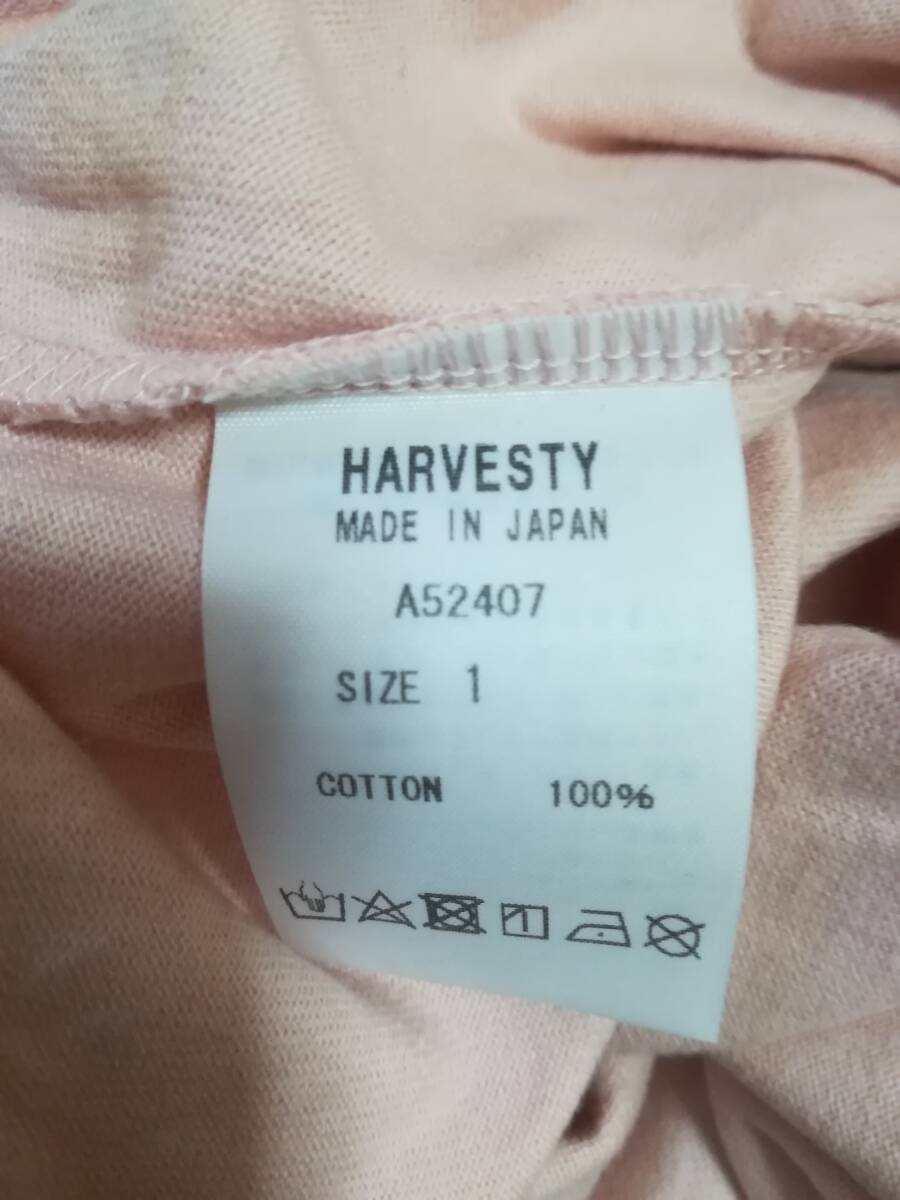 HARVESTY
MADE IN JAPAN
A52407
SIZE 1
COTTON 100%